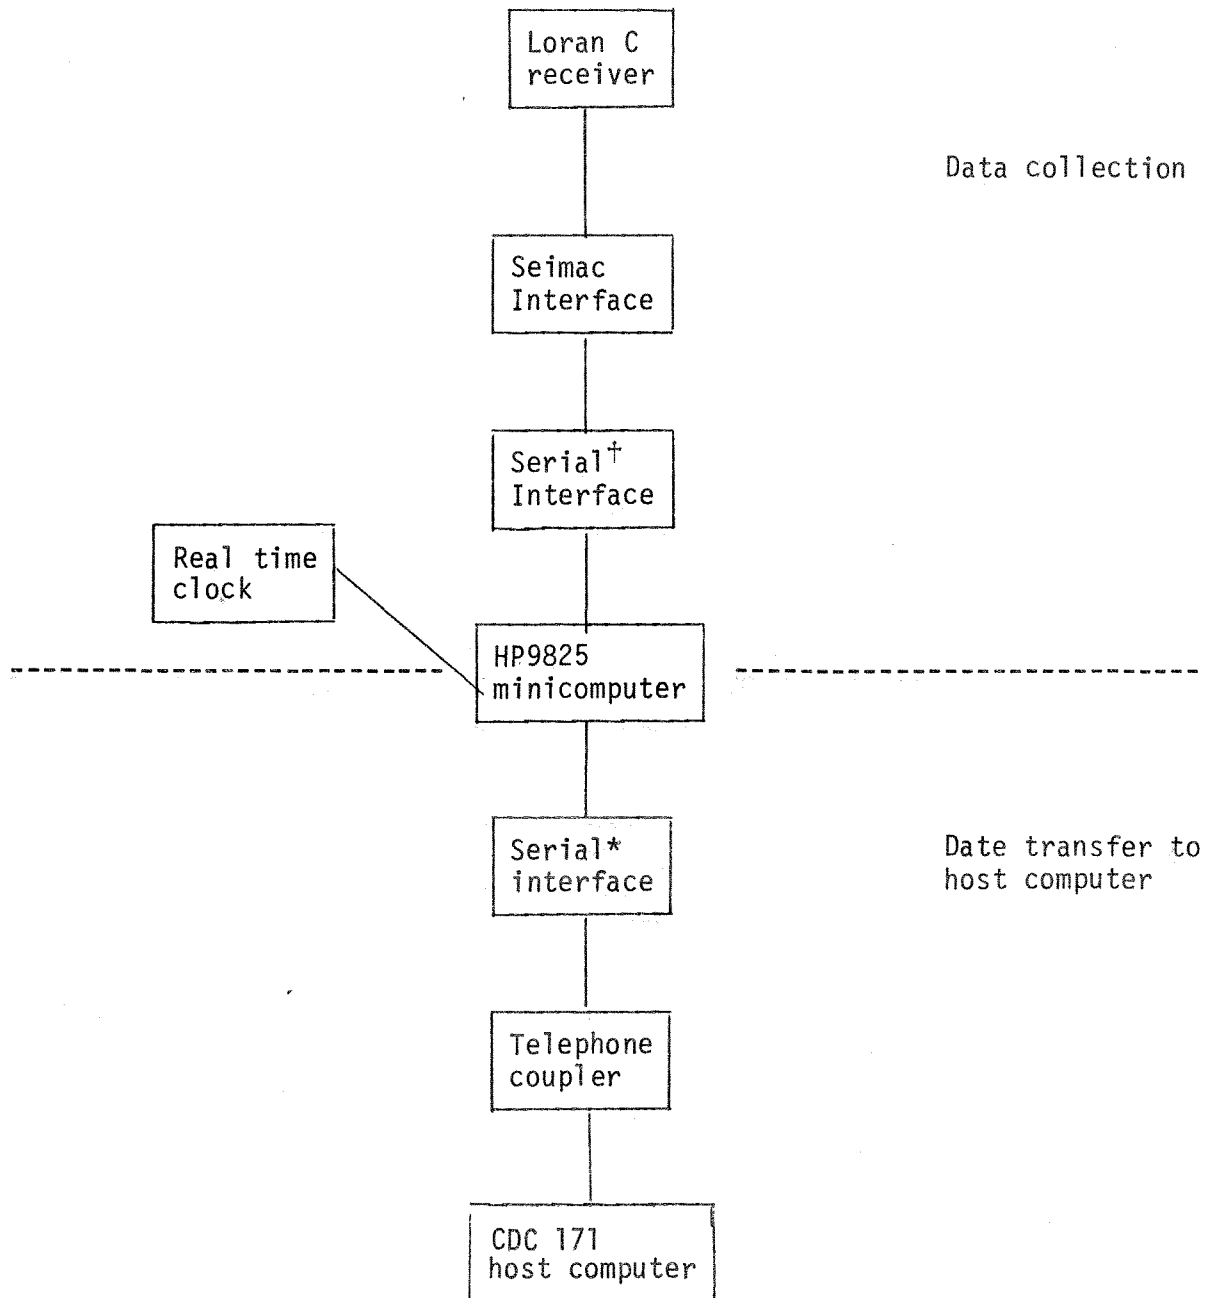 Loran C
receiver
Data collection
Seimac
Interface
Serial†
Interface
Real time
clock
HP9825
minicomputer
Serial*
interface
Date transfer to
host computer
Telephone
coupler
CDC 171
host computer